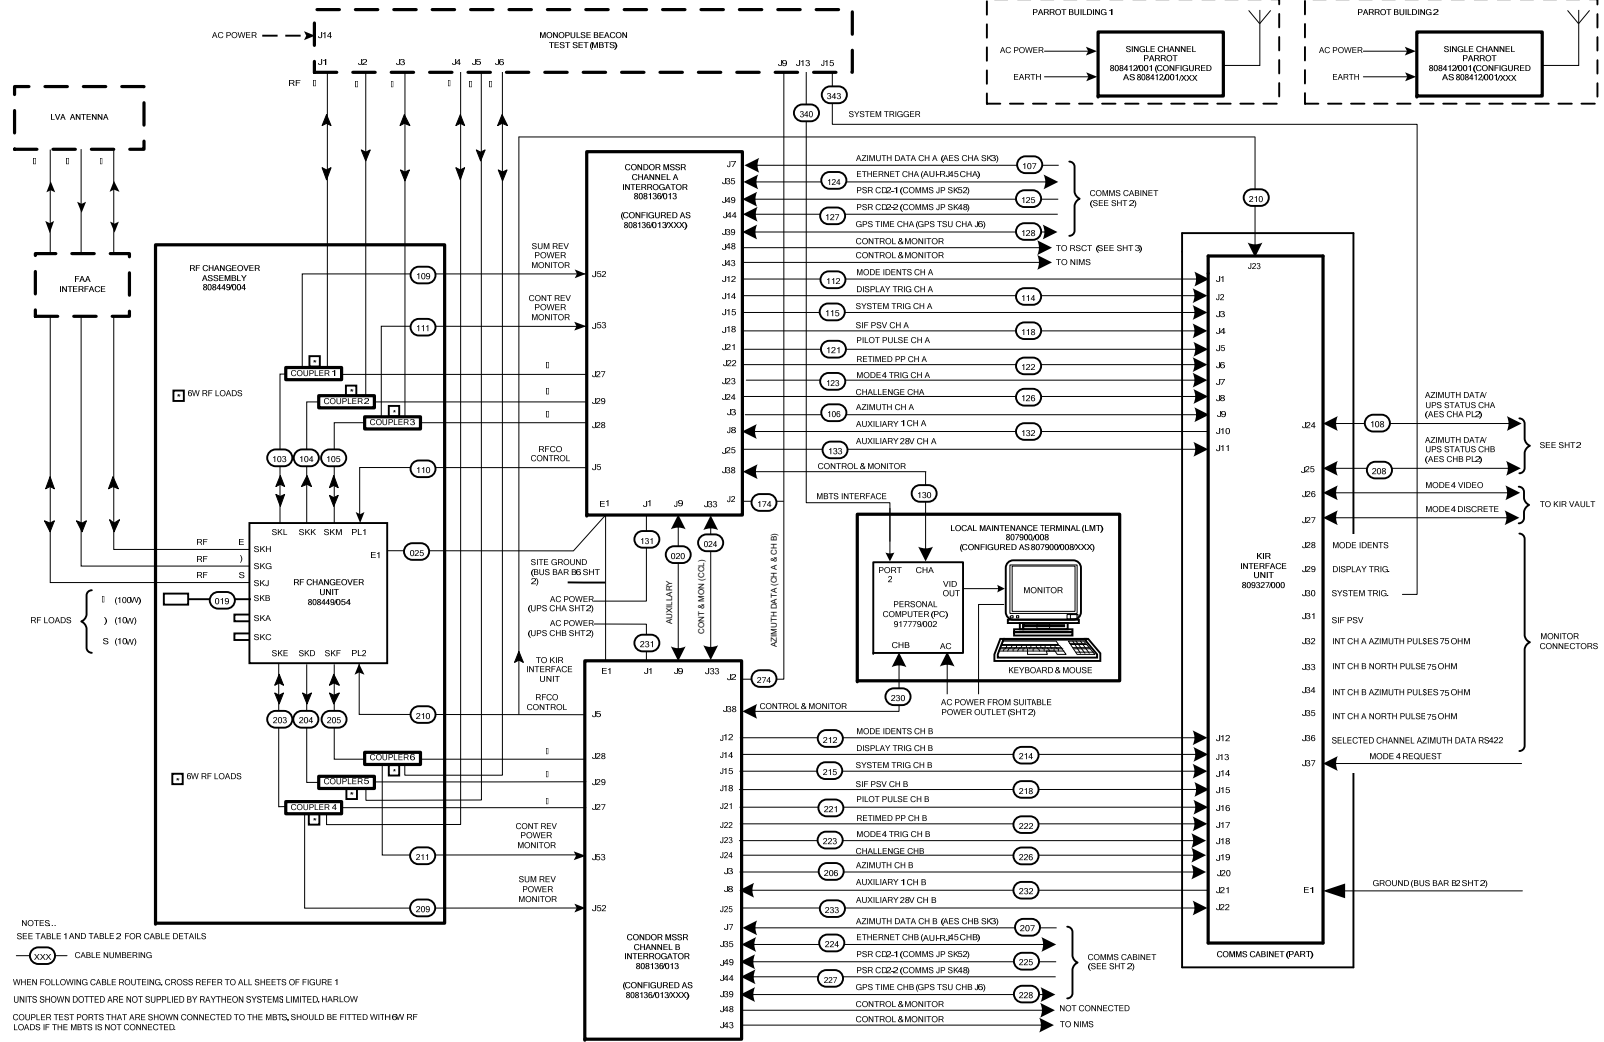 AC POWER
J14
MONOPULSE BEACON
TEST SET (MBTS)
J1 J2 J3 J4 J5 J6 J9 J13 J15
RF
PARROT BUILDING 1
AC POWER
EARTH
SINGLE CHANNEL
PARROT
808412/001 (CONFIGURED
AS 808412/001/XXX
PARROT BUILDING 2
AC POWER
EARTH
SINGLE CHANNEL
PARROT
808412/001 (CONFIGURED
AS 808412/001/XXX
343
340
SYSTEM TRIGGER
LVA ANTENNA
FAA
INTERFACE
RF CHANGEOVER
ASSEMBLY
808449/004
SUM REV
POWER
MONITOR
109
CONT REV
POWER
MONITOR
111
COUPLER 1
COUPLER 2
COUPLER 3
* 6W RF LOADS
103 104 105
RFCO
CONTROL
110
SKL SKK SKM PL1
RF E SKH
RF ) SKG
RF S SKJ
019 SKB
SKA
SKC
E1
025
RF CHANGEOVER
UNIT
808449/054
RF LOADS
(100W)
) (10W)
S (10W)
SKE SKD SKF PL2
203 204 205
210
COUPLER 6
COUPLER 5
COUPLER 4
* 6W RF LOADS
TO KIR
INTERFACE
UNIT
RFCO
CONTROL
CONT REV
POWER
MONITOR
211
SUM REV
POWER
MONITOR
209
CONDOR MSSR
CHANNEL A
INTERROGATOR
808136/013
(CONFIGURED AS
808136/013/XXX)
J52
J53
J27
J29
J28
J5
E1 J1 J9 J33
J7 AZIMUTH DATA CH A (AES CHA SK3) 107
J35 124 ETHERNET CHA (AUI-RJ45 CHA)
J49 PSR CD2-1 (COMMS JP SK52) 125
J44 127 PSR CD2-2 (COMMS JP SK48)
J39 GPS TIME CHA (GPS TSU CHA J6) 128
COMMS CABINET
(SEE SHT 2)
J48 CONTROL & MONITOR TO RSCT (SEE SHT 3)
J43 CONTROL & MONITOR TO NIMS
J12 112 MODE IDENTS CH A J1
J14 DISPLAY TRIG CH A 114 J2
J15 115 SYSTEM TRIG CH A J3
J18 SIF PSV CH A 118 J4
J21 121 PILOT PULSE CH A J5
J22 RETIMED PP CH A 122 J6
J23 123 MODE 4 TRIG CH A J7
J24 CHALLENGE CHA 126 J8
J3 106 AZIMUTH CH A J9
J8 AUXILIARY 1 CH A 132 J10
J25 133 AUXILIARY 28V CH A J11
J38 CONTROL & MONITOR
J2 174
MBTS INTERFACE
130
210
J23
131 020 024
SITE GROUND
(BUS BAR B6 SHT
2)
AC POWER
(UPS CHA SHT 2)
AC POWER
(UPS CHB SHT 2)
231
AUXILLARY
CONT & MON (CCL)
AZIMUTH DATA (CH A & CH B)
LOCAL MAINTENANCE TERMINAL (LMT)
807900/008
(CONFIGURED AS 807900/008/XXX)
PORT
2
CHA
VID
OUT
PERSONAL
COMPUTER (PC)
917779/002
CHB AC
MONITOR
KEYBOARD & MOUSE
230
AC POWER FROM SUITABLE
POWER OUTLET (SHT 2)
E1 J1 J9 J33
J2 274
J38 CONTROL & MONITOR
J5
J28
J29
J27
J53
J52
CONDOR MSSR
CHANNEL B
INTERROGATOR
808136/013
(CONFIGURED AS
808136/013/XXX)
J12 212 MODE IDENTS CH B J12
J14 DISPLAY TRIG CH B 214 J13
J15 215 SYSTEM TRIG CH B J14
J18 SIF PSV CH B 218 J15
J21 221 PILOT PULSE CH B J16
J22 RETIMED PP CH B 222 J17
J23 223 MODE 4 TRIG CH B J18
J24 CHALLENGE CHB 226 J19
J3 206 AZIMUTH CH B J20
J8 AUXILIARY 1 CH B 232 J21
J25 233 AUXILIARY 28V CH B J22
J7 AZIMUTH DATA CH B (AES CHB SK3) 207
J35 224 ETHERNET CHB (AUI-RJ45 CHB)
J49 PSR CD2-1 (COMMS JP SK52) 225
J44 227 PSR CD2-2 (COMMS JP SK48)
J39 GPS TIME CHB (GPS TSU CHB J6) 228
COMMS CABINET
(SEE SHT 2)
J48 CONTROL & MONITOR NOT CONNECTED
J43 CONTROL & MONITOR TO NIMS
KIR
INTERFACE
UNIT
809327/000
COMMS CABINET (PART)
AZIMUTH DATA/
UPS STATUS CHA
(AES CHA PL2)
J24 108
AZIMUTH DATA/
UPS STATUS CHB
(AES CHB PL2)
J25 208
SEE SHT 2
J26 MODE 4 VIDEO
J27 MODE 4 DISCRETE
TO KIR VAULT
J28 MODE IDENTS
J29 DISPLAY TRIG.
J30 SYSTEM TRIG.
J31 SIF PSV
J32 INT CH A AZIMUTH PULSES 75 OHM
J33 INT CH B NORTH PULSE 75 OHM
J34 INT CH B AZIMUTH PULSES 75 OHM
J35 INT CH A NORTH PULSE 75 OHM
J36 SELECTED CHANNEL AZIMUTH DATA RS422
MONITOR
CONNECTORS
J37 MODE 4 REQUEST
E1 GROUND (BUS BAR B2 SHT 2)
NOTES...
SEE TABLE 1 AND TABLE 2 FOR CABLE DETAILS
XXX CABLE NUMBERING
WHEN FOLLOWING CABLE ROUTEING, CROSS REFER TO ALL SHEETS OF FIGURE 1
UNITS SHOWN DOTTED ARE NOT SUPPLIED BY RAYTHEON SYSTEMS LIMITED, HARLOW
COUPLER TEST PORTS THAT ARE SHOWN CONNECTED TO THE MBTS, SHOULD BE FITTED WITH 6W RF
LOADS IF THE MBTS IS NOT CONNECTED.